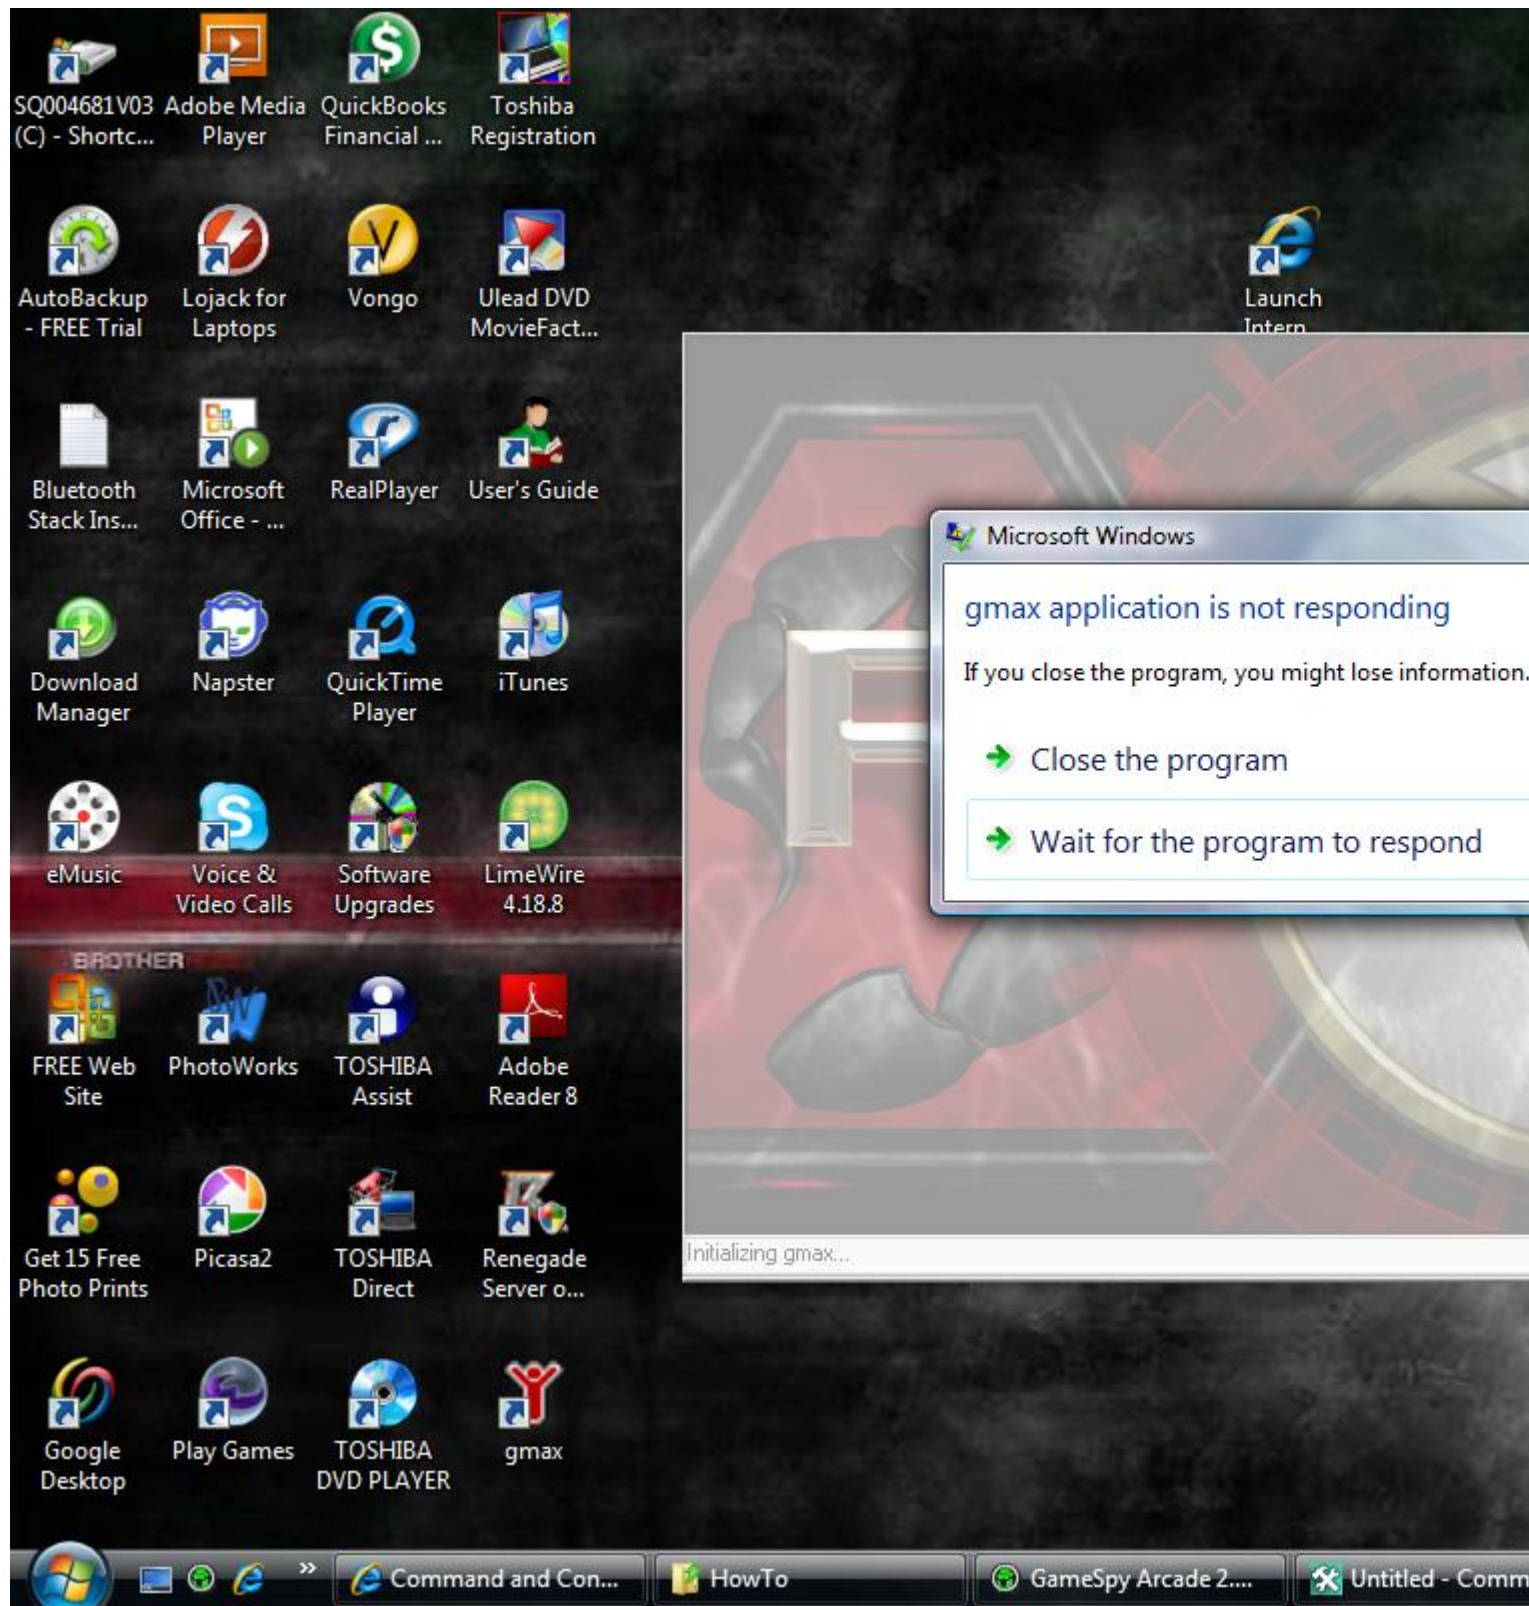 SQ004681V03
(C) - Shortc...
Adobe Media
Player
QuickBooks
Financial ...
Toshiba
Registration
AutoBackup
- FREE Trial
Lojack for
Laptops
Vongo
Ulead DVD
MovieFact...
Launch
Intern
Bluetooth
Stack Ins...
Microsoft
Office - ...
RealPlayer
User's Guide
Microsoft Windows
gmax application is not responding
If you close the program, you might lose information.
Close the program
Wait for the program to respond
Download
Manager
Napster
QuickTime
Player
iTunes
eMusic
Voice &
Video Calls
Software
Upgrades
LimeWire
4.18.8
BROTHER
FREE Web
Site
PhotoWorks
TOSHIBA
Assist
Adobe
Reader 8
Get 15 Free
Photo Prints
Picasa2
TOSHIBA
Direct
Renegade
Server o...
Initializing gmax...
Google
Desktop
Play Games
TOSHIBA
DVD PLAYER
gmax
Command and Con...
HowTo
GameSpy Arcade 2....
Untitled - Comm